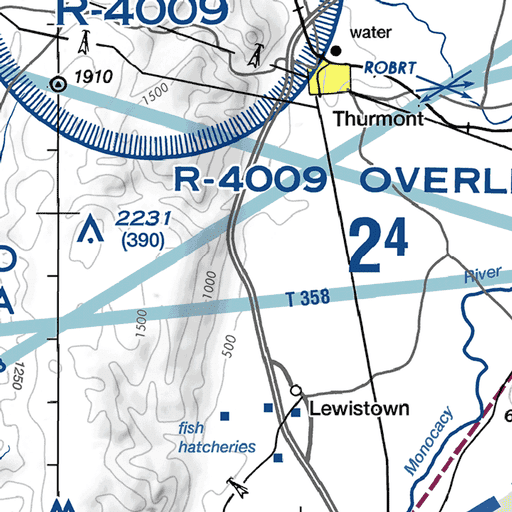 R-4009
water
1910
ROBRT
1500
Thurmont
R-4009 OVERL
2231
(390)
24
River
1000
T 358
1500
500
1250
Lewistown
fish
hatcheries
Monocacy
6